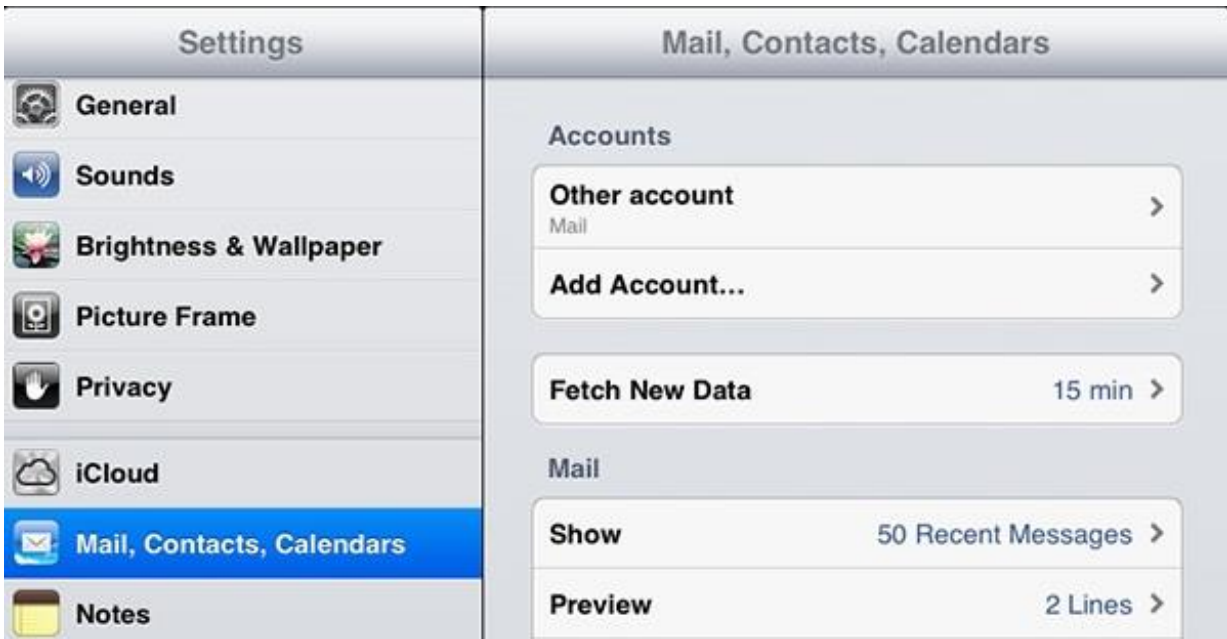 Settings
General
Sounds
Brightness & Wallpaper
Picture Frame
Privacy
iCloud
Mail, Contacts, Calendars
Notes
Mail, Contacts, Calendars
Accounts
Other account
Mail
Add Account...
Fetch New Data 15 min
Mail
Show 50 Recent Messages
Preview 2 Lines